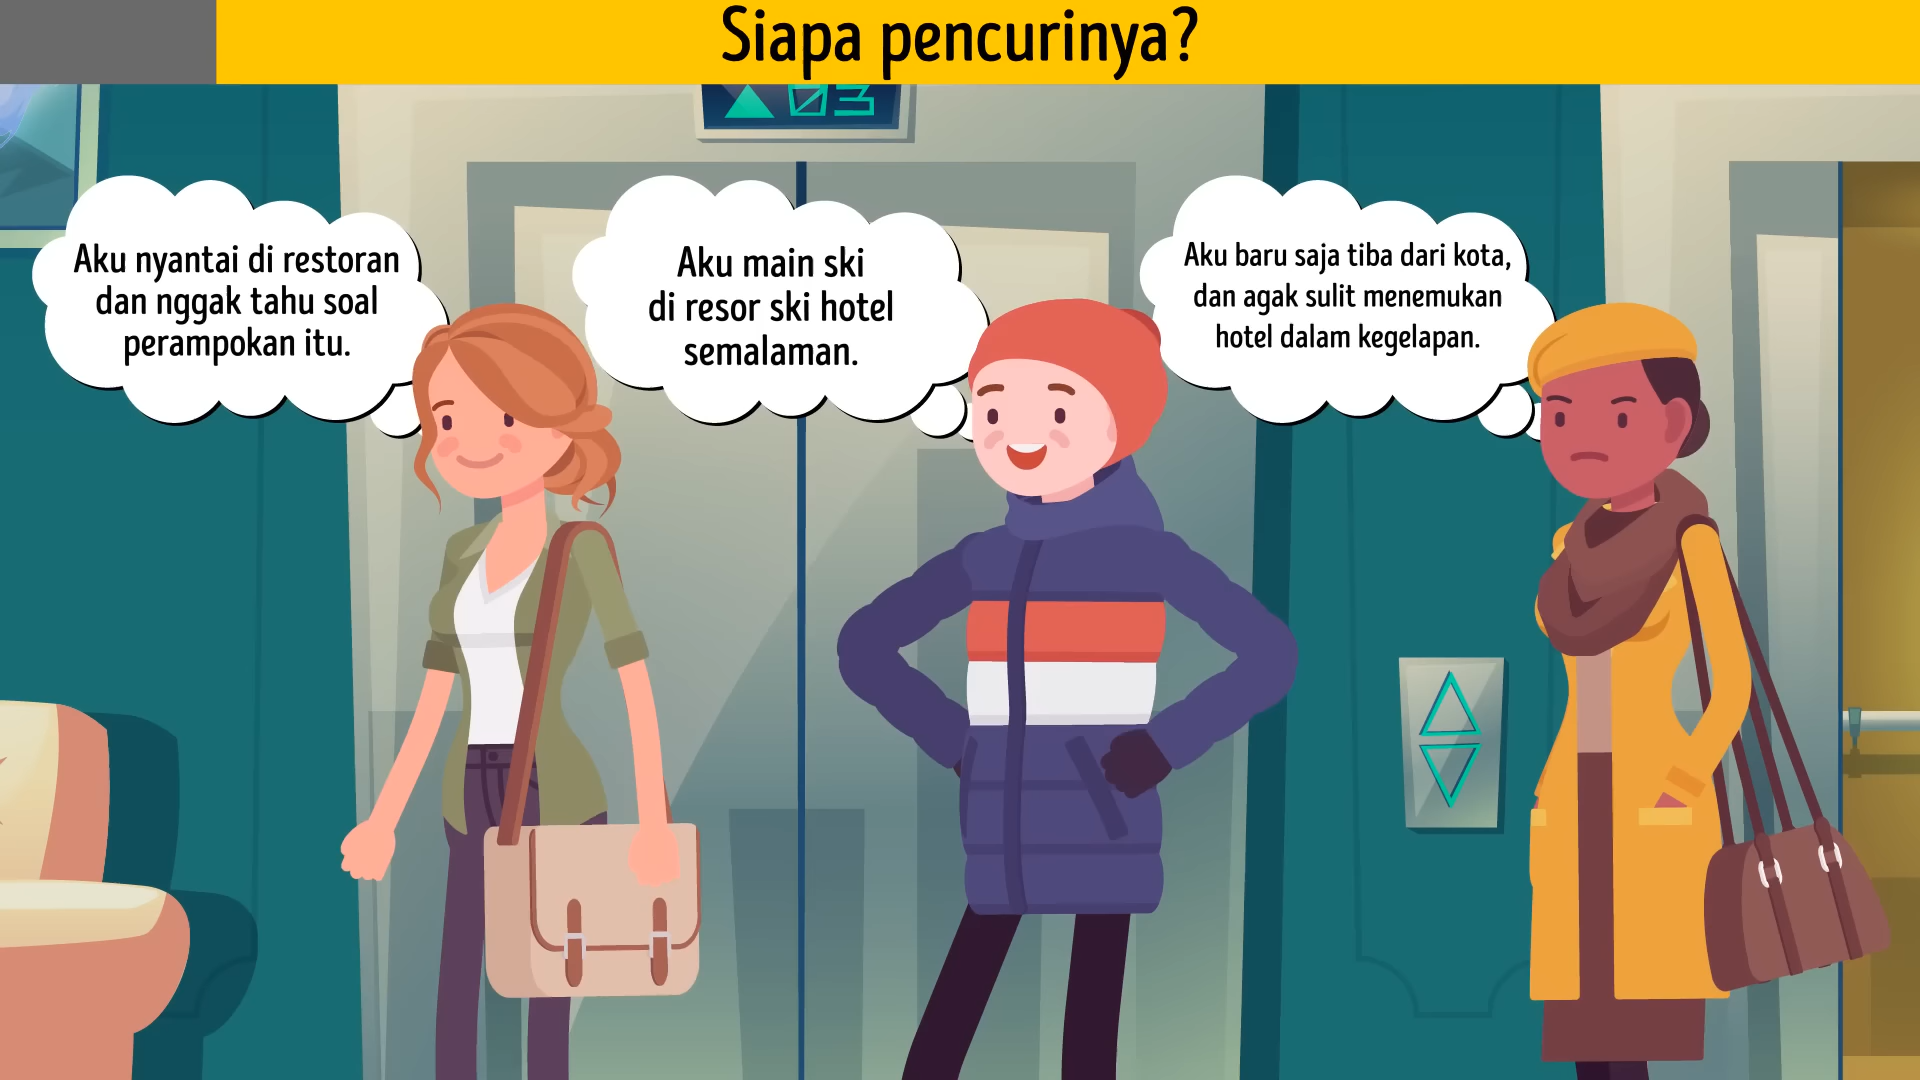 Siapa pencurinya?
03
Aku nyantai di restoran
dan nggak tahu soal
perampokan itu.
Aku main ski
di resor ski hotel
semalaman.
Aku baru saja tiba dari kota,
dan agak sulit menemukan
hotel dalam kegelapan.